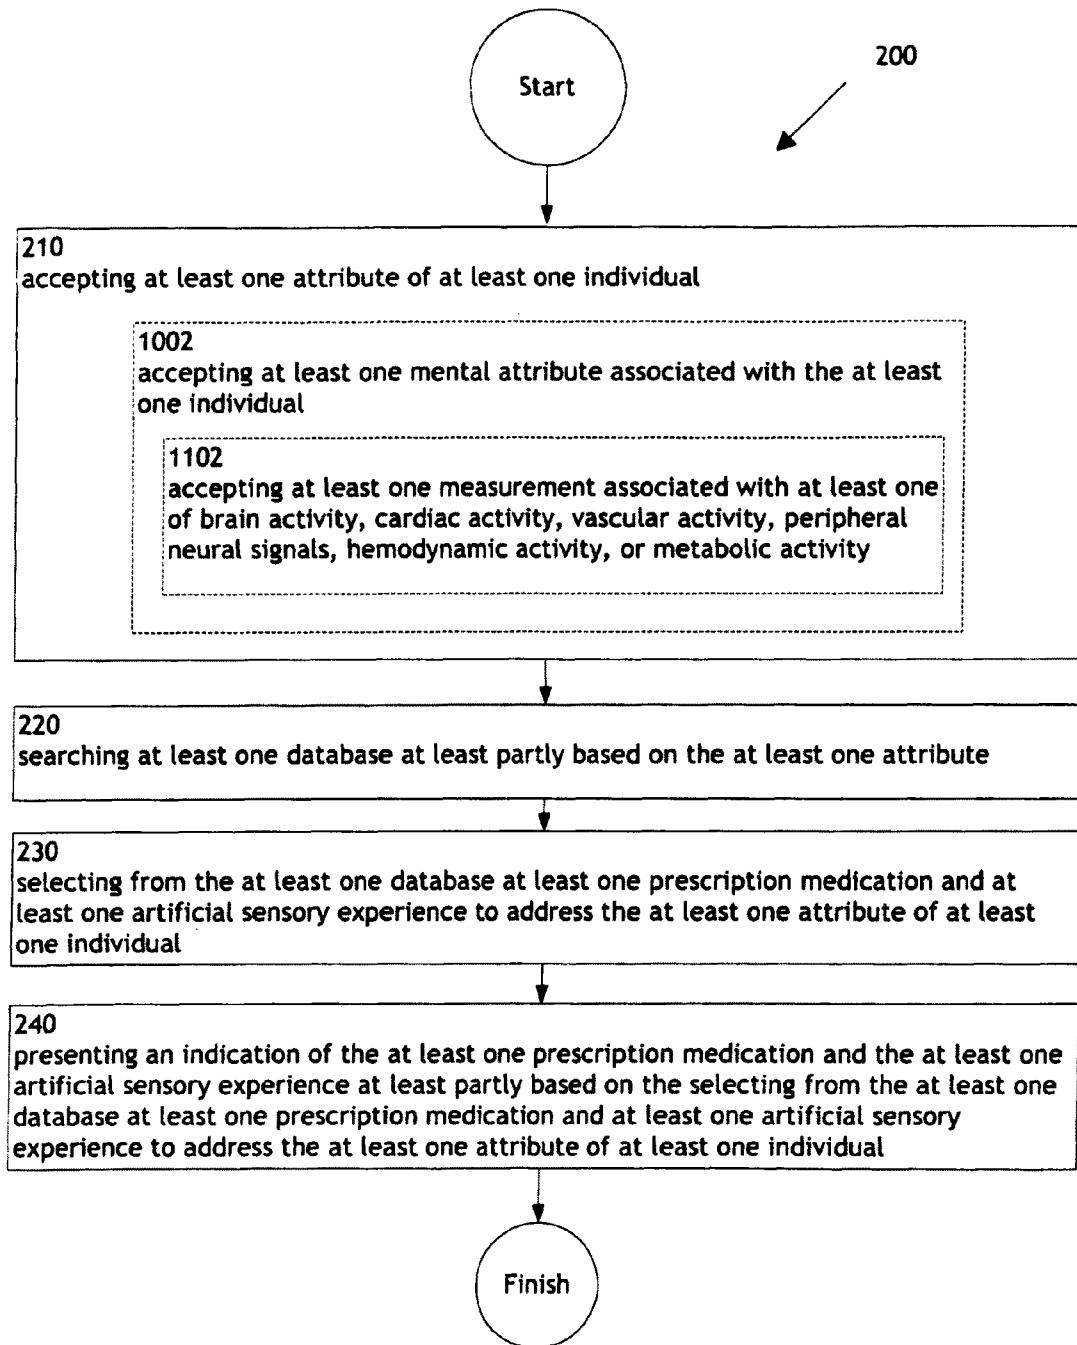 Start
200
210
accepting at least one attribute of at least one individual
1002
accepting at least one mental attribute associated with the at least
one individual
1102
accepting at least one measurement associated with at least one
of brain activity, cardiac activity, vascular activity, peripheral
neural signals, hemodynamic activity, or metabolic activity
220
searching at least one database at least partly based on the at least one attribute
230
selecting from the at least one database at least one prescription medication and at
least one artificial sensory experience to address the at least one attribute of at least
one individual
240
presenting an indication of the at least one prescription medication and the at least one
artificial sensory experience at least partly based on the selecting from the at least one
database at least one prescription medication and at least one artificial sensory
experience to address the at least one attribute of at least one individual
Finish